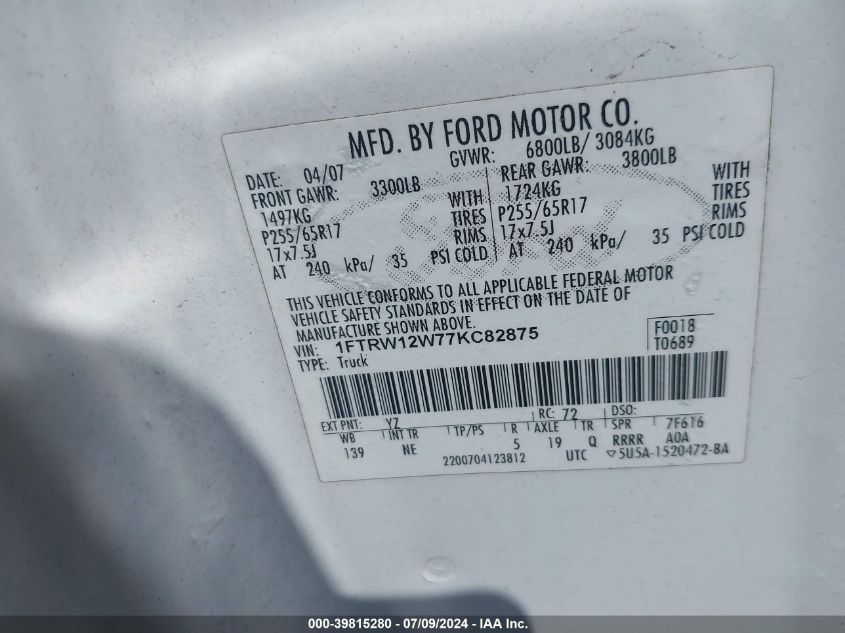 MFD. BY FORD MOTOR CO.
DATE: 04/07 GVWR: 6800LB/ 3084KG
FRONT GAWR: 3300LB REAR GAWR: 3800LB
1497KG WITH 1724KG WITH
P255/65R17 TIRES P255/65R17 TIRES
17x7.5J RIMS 17x7.5J RIMS
AT 240 kPa/ 35 PSI COLD AT 240 kPa/ 35 PSI COLD
THIS VEHICLE CONFORMS TO ALL APPLICABLE FEDERAL MOTOR
VEHICLE SAFETY STANDARDS IN EFFECT ON THE DATE OF
MANUFACTURE SHOWN ABOVE.
VIN: 1FTRW12W77KC82875 F0018
TYPE: Truck T0689
EXT PNT: YZ RC: 72 DSO:
WB INT TR TP/PS R AXLE TR SPR 7F616
139 NE 5 19 Q RRRR A0A
2200704123812 UTC ▽5U5A-1520472-BA
000-39815280 - 07/09/2024 - IAA Inc.